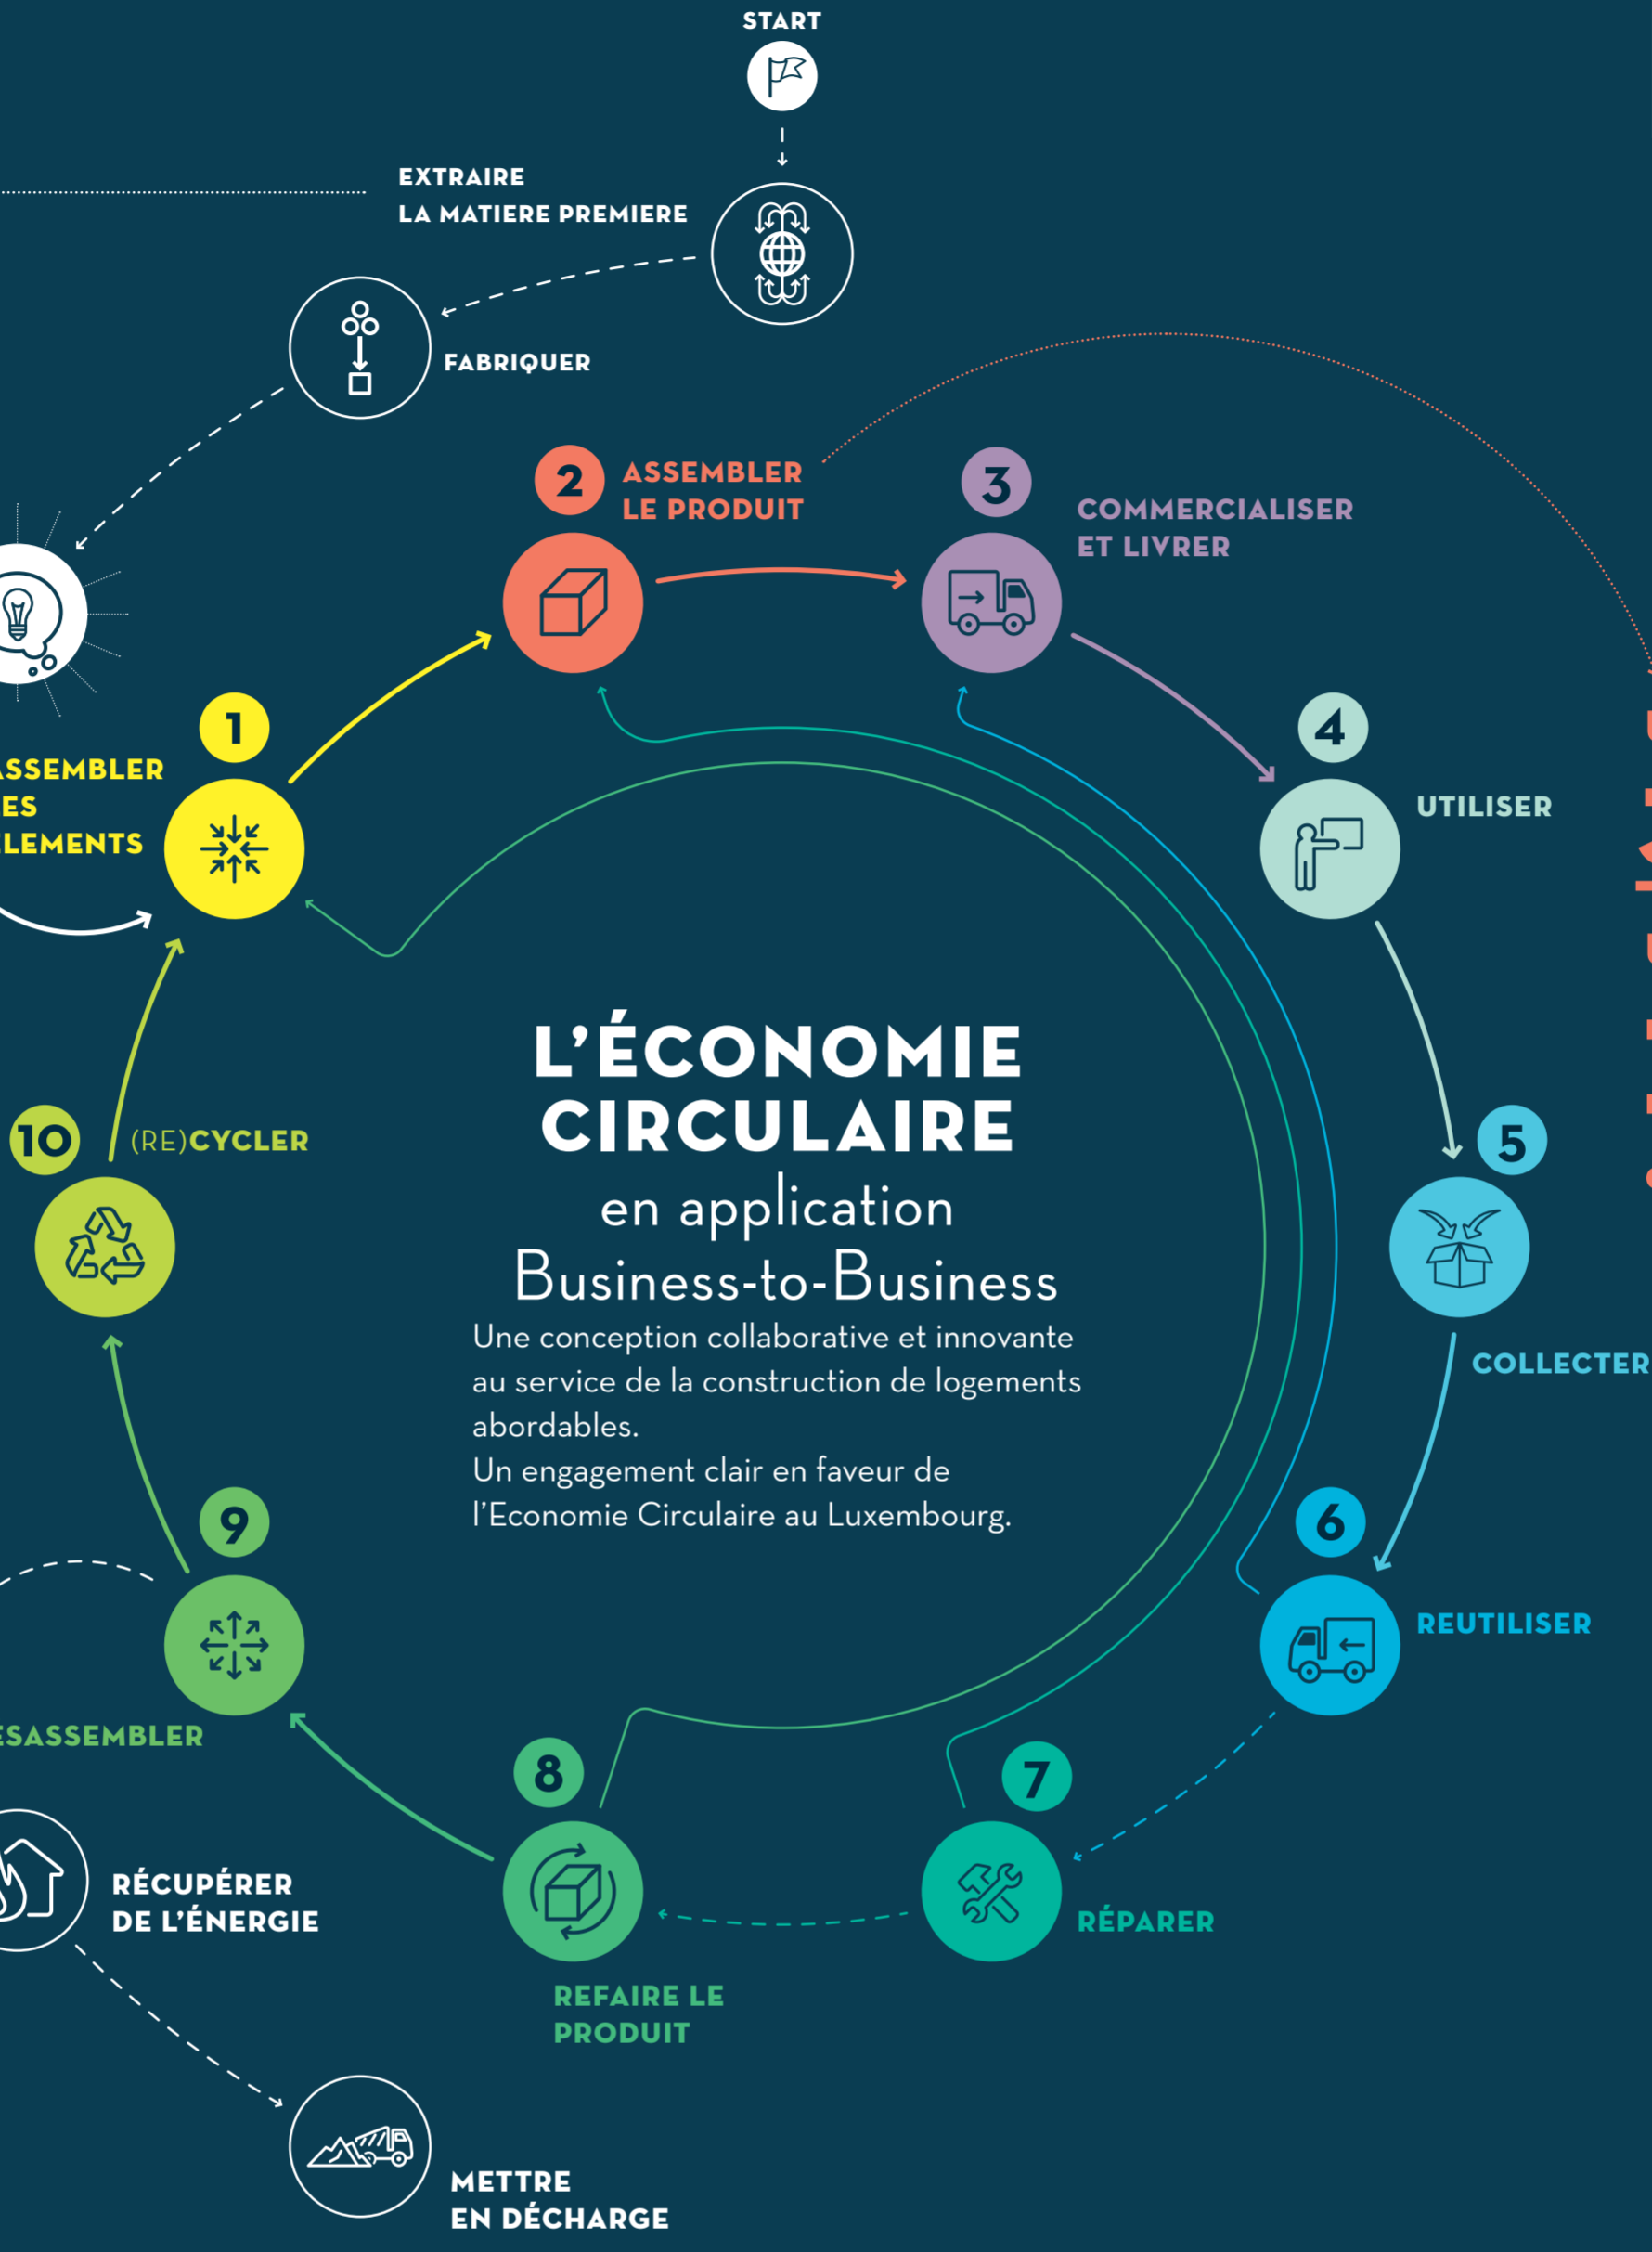 START
EXTRAIRE
LA MATIERE PREMIERE
FABRIQUER
2
ASSEMBLER
LE PRODUIT
3
COMMERCIALISER
ET LIVRER
1
SSEMBLER
ES
LEMENTS
4
UTILISER
L'ÉCONOMIE
CIRCULAIRE
en application
Business-to-Business
Une conception collaborative et innovante
au service de la construction de logements
abordables.
Un engagement clair en faveur de
l'Economie Circulaire au Luxembourg.
10
(RE)CYCLER
5
COLLECTER
9
ESASSEMBLER
6
REUTILISER
8
REFAIRE LE
PRODUIT
7
RÉPARER
RÉCUPÉRER
DE L'ÉNERGIE
METTRE
EN DÉCHARGE